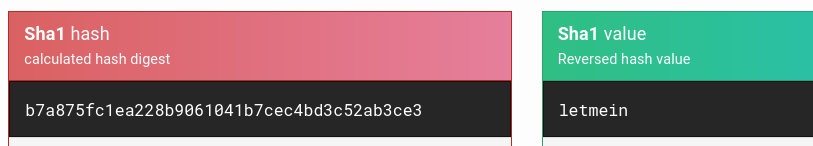 Sha1 hash
calculated hash digest
b7a875fc1ea228b9061041b7cec4bd3c52ab3ce3
Sha1 value
Reversed hash value
letmein